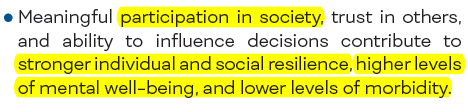 • Meaningful participation in society, trust in others,
and ability to influence decisions contribute to
stronger individual and social resilience, higher levels
of mental well-being, and lower levels of morbidity.